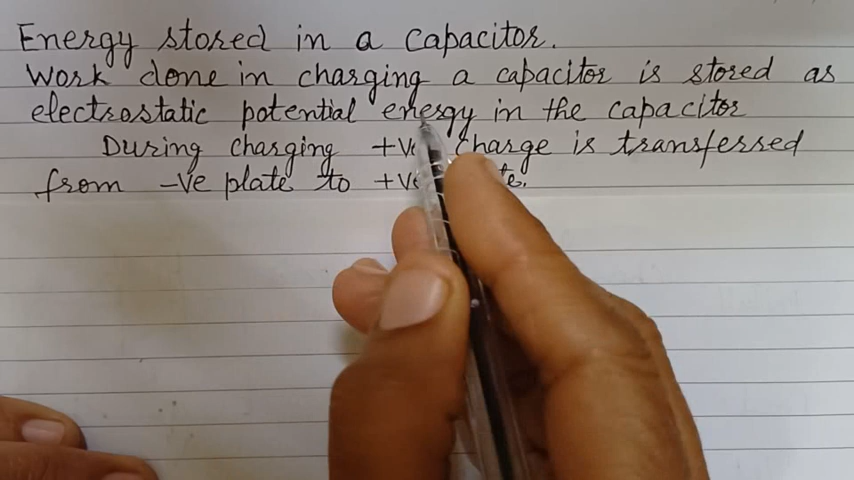 Energy stored in a capacitor.
Work done in charging a capacitor is stored as
electrostatic potential energy in the capacitor
During charging +ve charge is transferred
from -ve plate to +ve